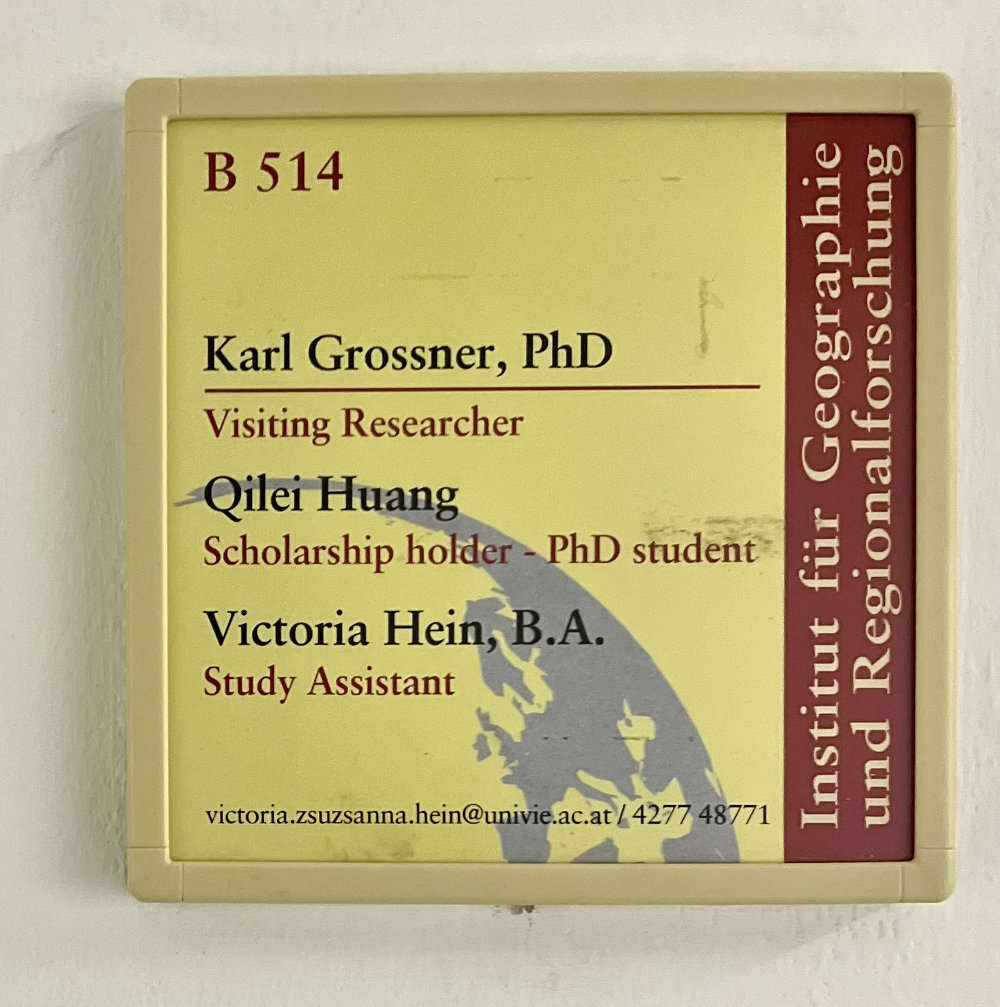 B 514
Karl Grossner, PhD
Visiting Researcher
Qilei Huang
Scholarship holder - PhD student
Victoria Hein, B.A.
Study Assistant
victoria.zsuzsanna.hein@univie.ac.at / 4277 48771
Institut für Geographie
und Regionalforschung